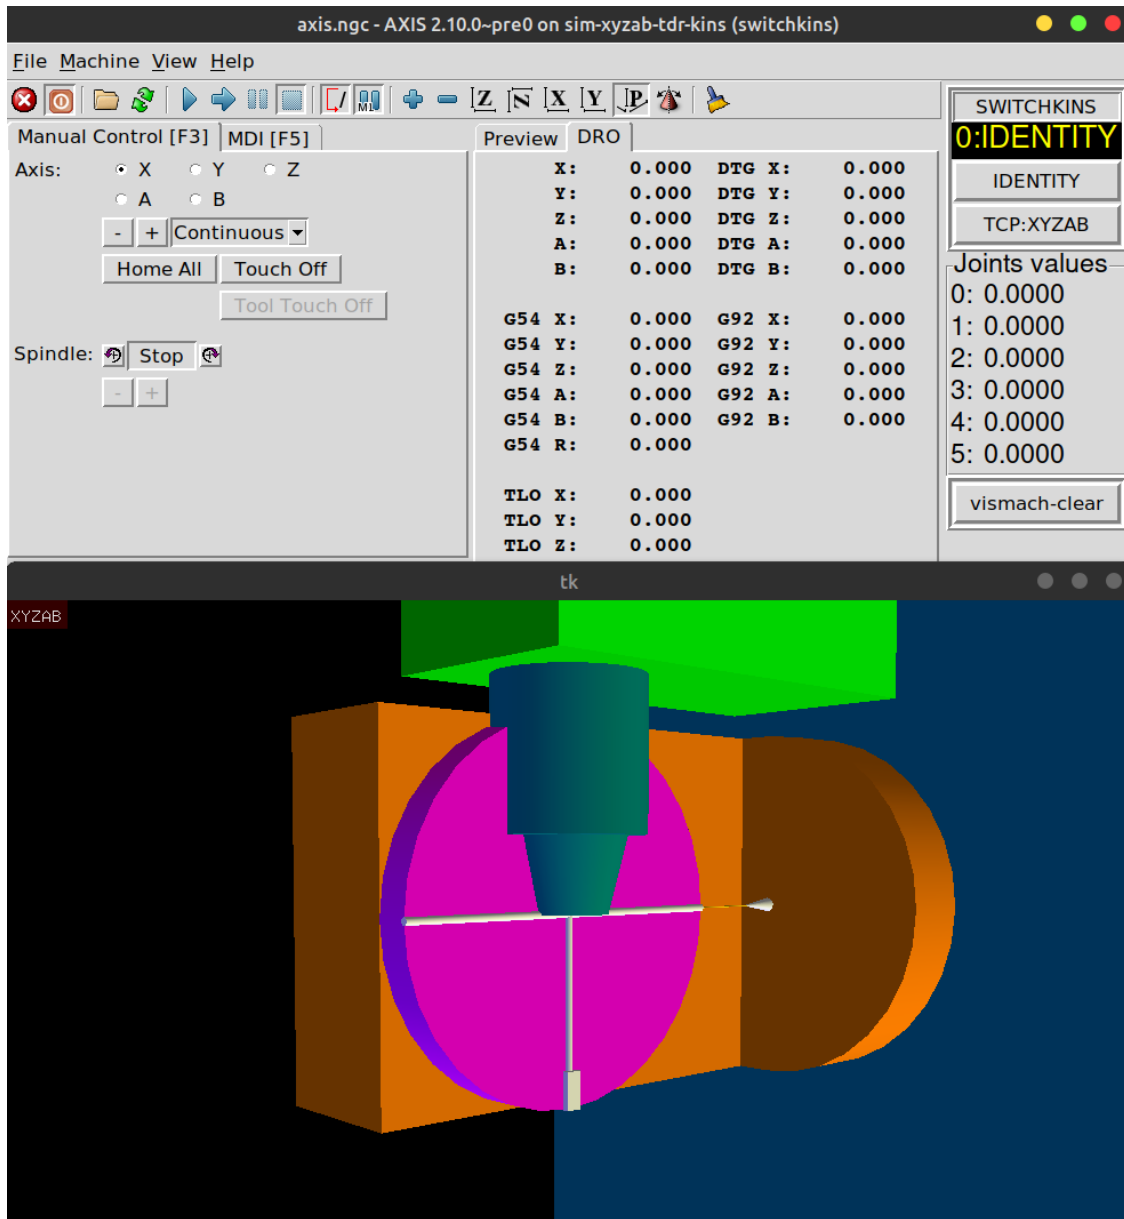 axis.ngc - AXIS 2.10.0~pre0 on sim-xyzab-tdr-kins (switchkins)
File Machine View Help
Z N X Y P
Manual Control [F3] MDI [F5]
Axis: X Y Z
A B
- + Continuous
Home All Touch Off
Tool Touch Off
Spindle: Stop
- +
Preview DRO
X: 0.000 DTG X: 0.000
Y: 0.000 DTG Y: 0.000
Z: 0.000 DTG Z: 0.000
A: 0.000 DTG A: 0.000
B: 0.000 DTG B: 0.000
G54 X: 0.000 G92 X: 0.000
G54 Y: 0.000 G92 Y: 0.000
G54 Z: 0.000 G92 Z: 0.000
G54 A: 0.000 G92 A: 0.000
G54 B: 0.000 G92 B: 0.000
G54 R: 0.000
TLO X: 0.000
TLO Y: 0.000
TLO Z: 0.000
SWITCHKINS
0:IDENTITY
IDENTITY
TCP:XYZAB
Joints values
0: 0.0000
1: 0.0000
2: 0.0000
3: 0.0000
4: 0.0000
5: 0.0000
vismach-clear
tk
XYZAB